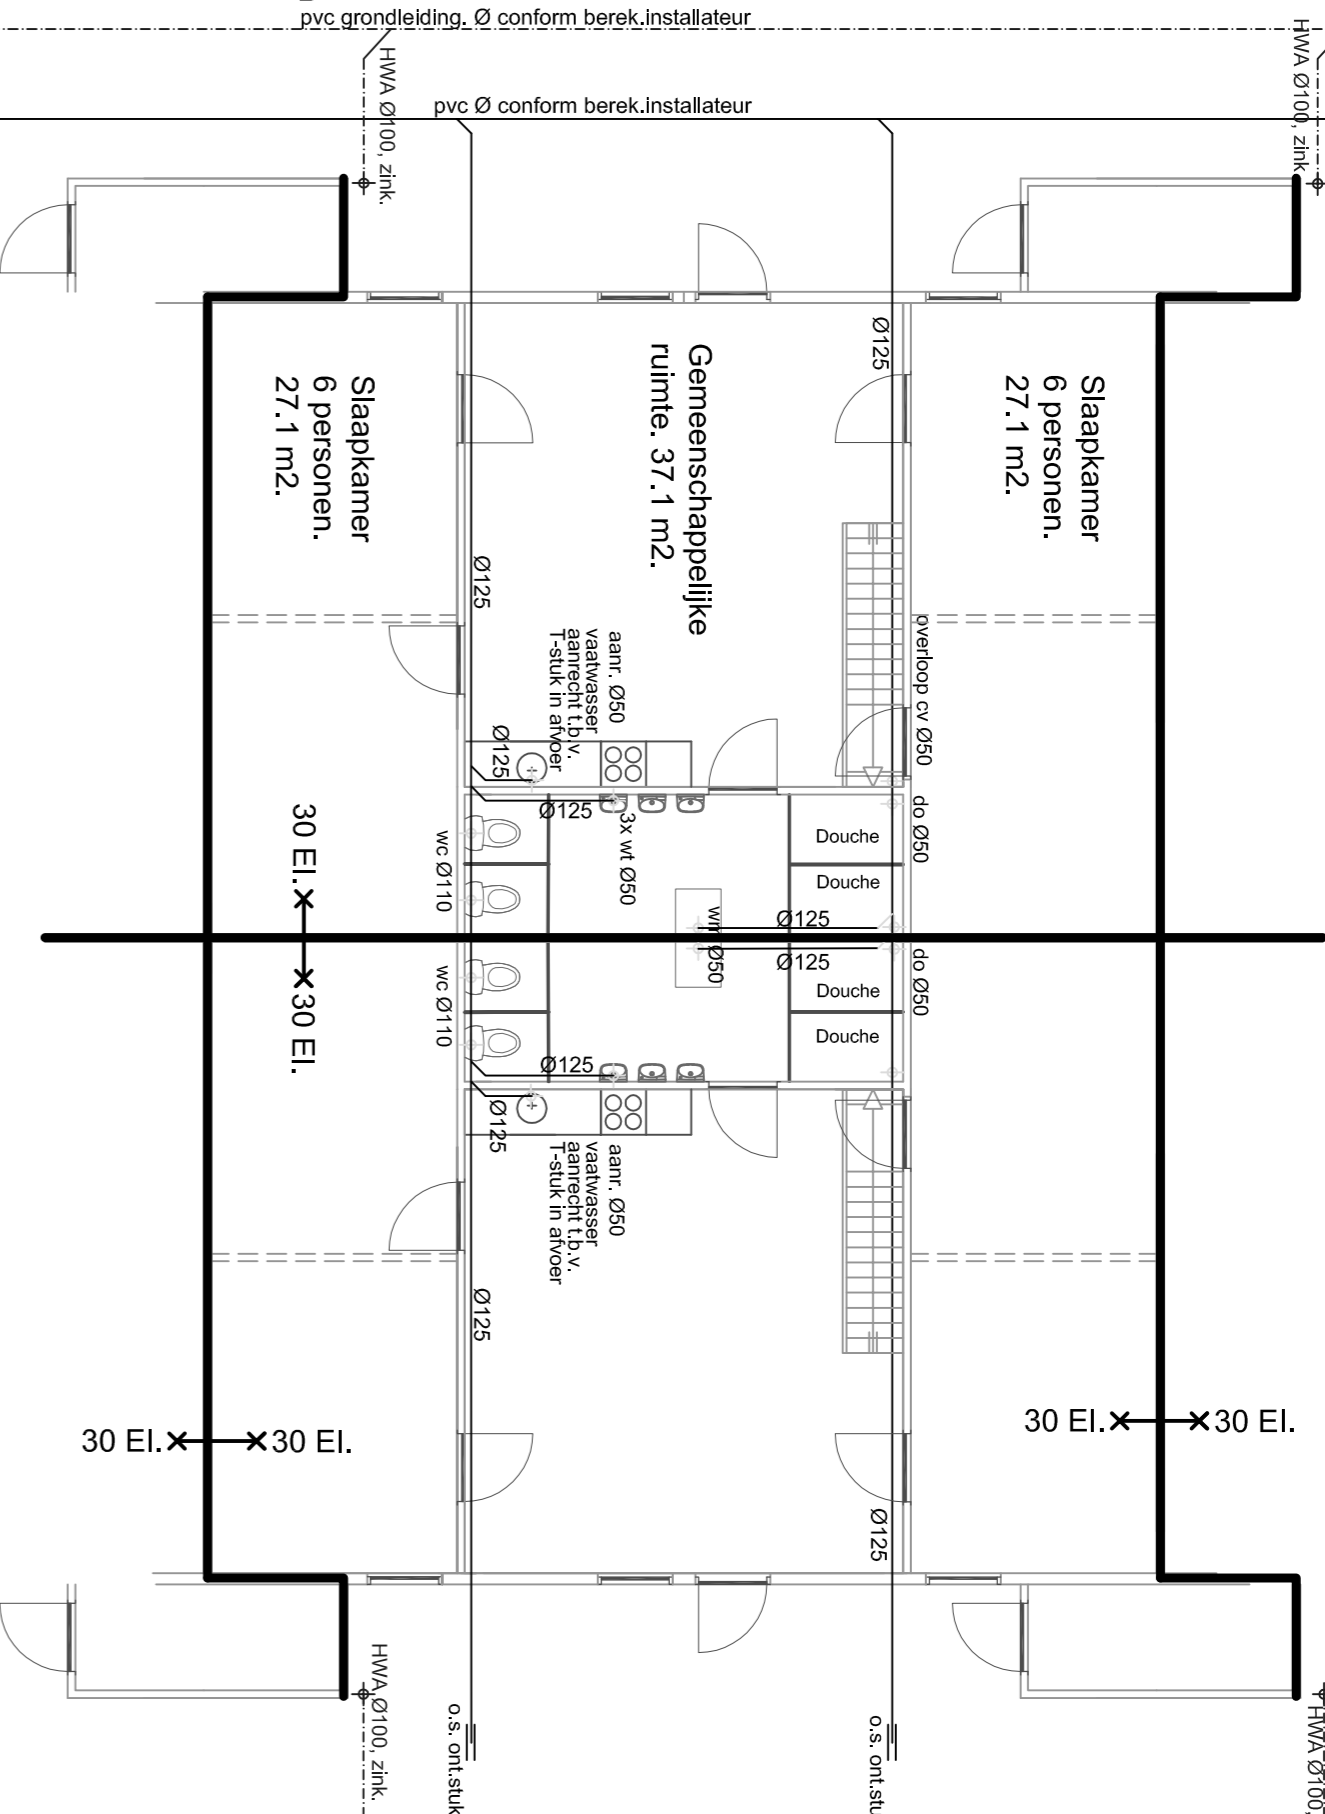 pvc grondleiding. Ø conform berek.installateur
HWA Ø100, zink.
HWA Ø100, zink
pvc Ø conform berek.installateur
Slaapkamer
6 personen.
27.1 m2.
Gemeenschappelijke
ruimte. 37.1 m2.
Ø125
Slaapkamer
6 personen.
27.1 m2.
Ø125
aanr. Ø50
vaatwasser
aanrecht t.b.v.
T-stuk in afvoer
overloop cv Ø50
Ø125
Ø125
3x wt Ø50
do Ø50
Douche
Douche
wc Ø110
30 El.
30 El.
wm Ø50
Ø125
Ø125
wc Ø110
Douche
Douche
do Ø50
Ø125
Ø125
aanr. Ø50
vaatwasser
aanrecht t.b.v.
T-stuk in afvoer
Ø125
30 El.
30 El.
30 El.
30 El.
Ø125
HWA Ø100, zink.
o.s. ont.stuk
o.s. ont.stu
HWA Ø100,